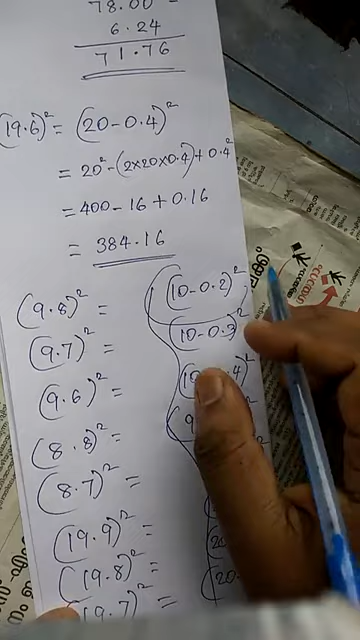 78.00 -
6.24
71.76
(19.6)² = (20-0.4)²
= 20² - (2×20×0.4) + 0.4²
= 400 - 16 + 0.16
= 384.16
(9.8)² = (10-0.2)²
(9.7)² = (10-0.3)²
(9.6)² =
(8.8)² =
(8.7)² =
(19.9)² =
(19.8)² =
(19.7)² =